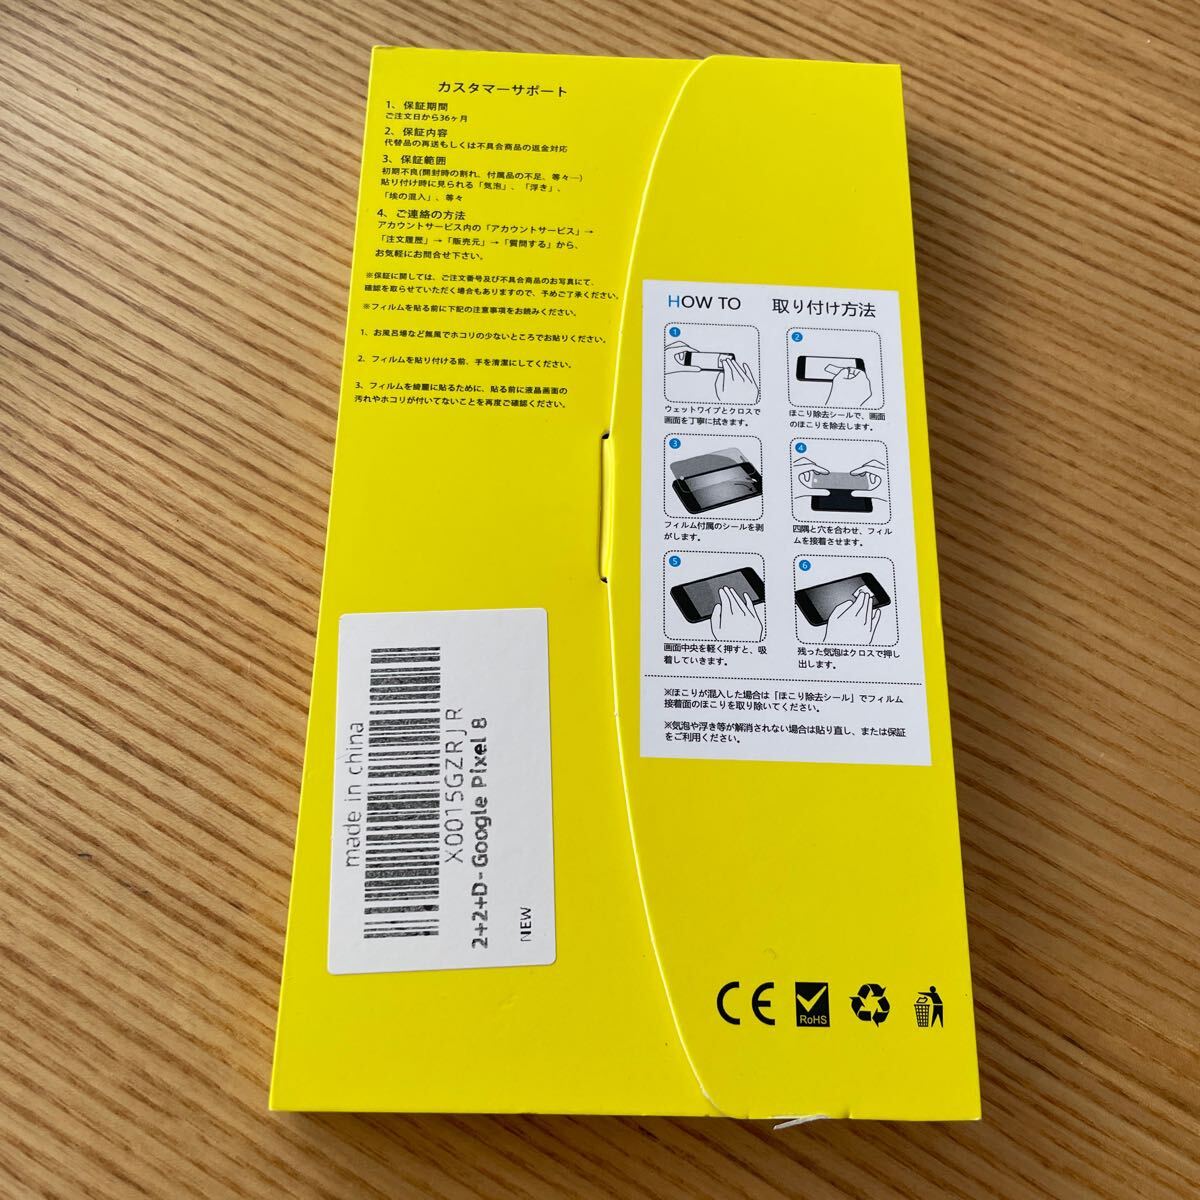 カスタマーサポート
1、保証期間
ご注文日から36ヶ月
2、保証内容
代替品の再送もしくは不具合商品の返金対応
3、保証範囲
初期不良(開封時の割れ、付属品の不足、等々―)
貼り付け時に見られる「気泡」、「浮き」、
「埃の混入」、等々
4、ご連絡の方法
アカウントサービス内の「アカウントサービス」→
「注文履歴」→「販売元」→「質問する」から、
お気軽にお問合せ下さい。
※保証に関しては、ご注文番号及び不具合商品のお写真にて、
確認を取らせていただく場合もありますので、予めご了承ください。
※フィルムを貼る前に下記の注意事項をお読みください。
1、お風呂場など無風でホコリの少ないところでお貼りください。
2、フィルムを貼り付ける前、手を清潔にしてください。
3、フィルムを綺麗に貼るために、貼る前に液晶画面の
汚れやホコリが付いてないことを再度ご確認ください。
HOW TO 取り付け方法
1
ウェットワイプとクロスで
画面を丁寧に拭きます。
2
ほこり除去シールで、画面
のほこりを除去します。
3
フィルム付属のシールを剥
がします。
4
四隅と穴を合わせ、フィル
ムを接着させます。
5
画面中央を軽く押すと、吸
着していきます。
6
残った気泡はクロスで押し
出します。
※ほこりが混入した場合は「ほこり除去シール」でフィルム
接着面のほこりを取り除いてください。
※気泡や浮き等が解消されない場合は貼り直し、または保証
をご利用ください。
made in china
X0015GZRJR
2+2+D-Google Pixel 8
NEW
CE
RoHS